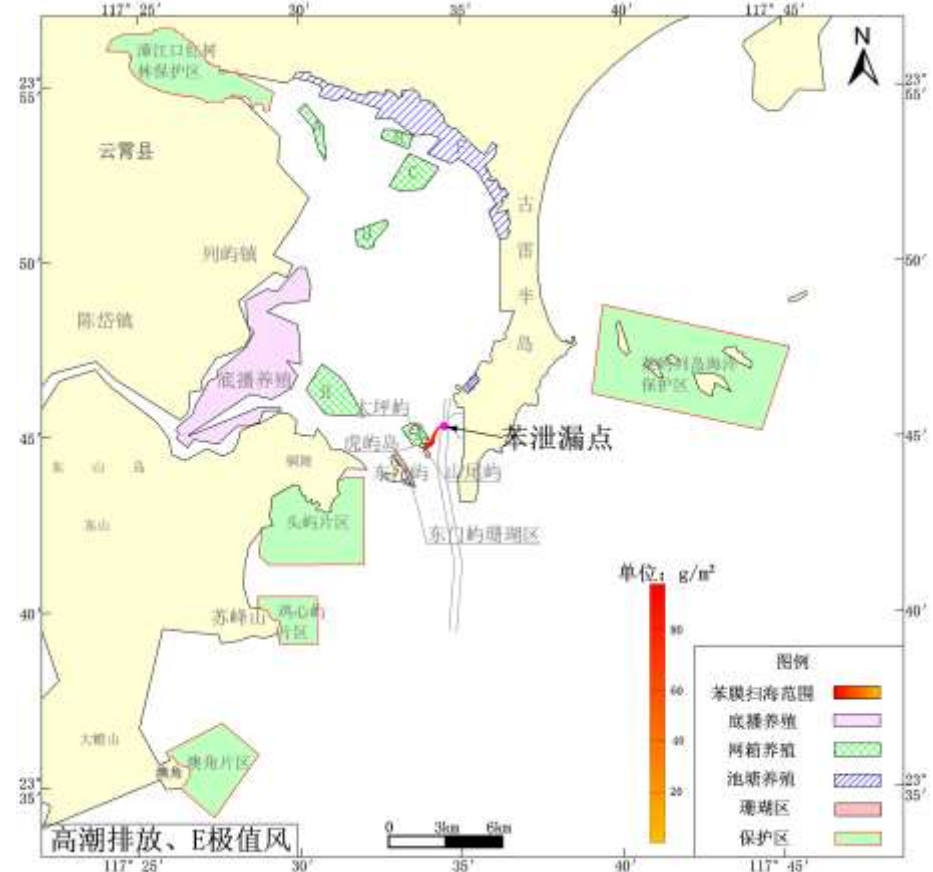 117° 25′
30′
35′
40′
117° 45′
N
23°
55′
23°
55′
漳江口红树
林保护区
云霄县
C
古
雷
半
岛
列屿镇
50′
50′
陈岱镇
底播养殖
大坪屿
保护区
虎屿岛
苯泄漏点
45′
45′
东 山 岛
铜陵
东山
头屿片区
东门屿珊瑚区
单位: g/m²
80
60
40
20
40′
40′
苏峰山
鸡心屿
片区
图例
苯膜扫海范围
底播养殖
网箱养殖
池塘养殖
珊瑚区
保护区
大帽山
澳角
澳角片区
23°
35′
23°
35′
高潮排放、E极值风
0 3km 6km
117° 25′
30′
35′
40′
117° 45′